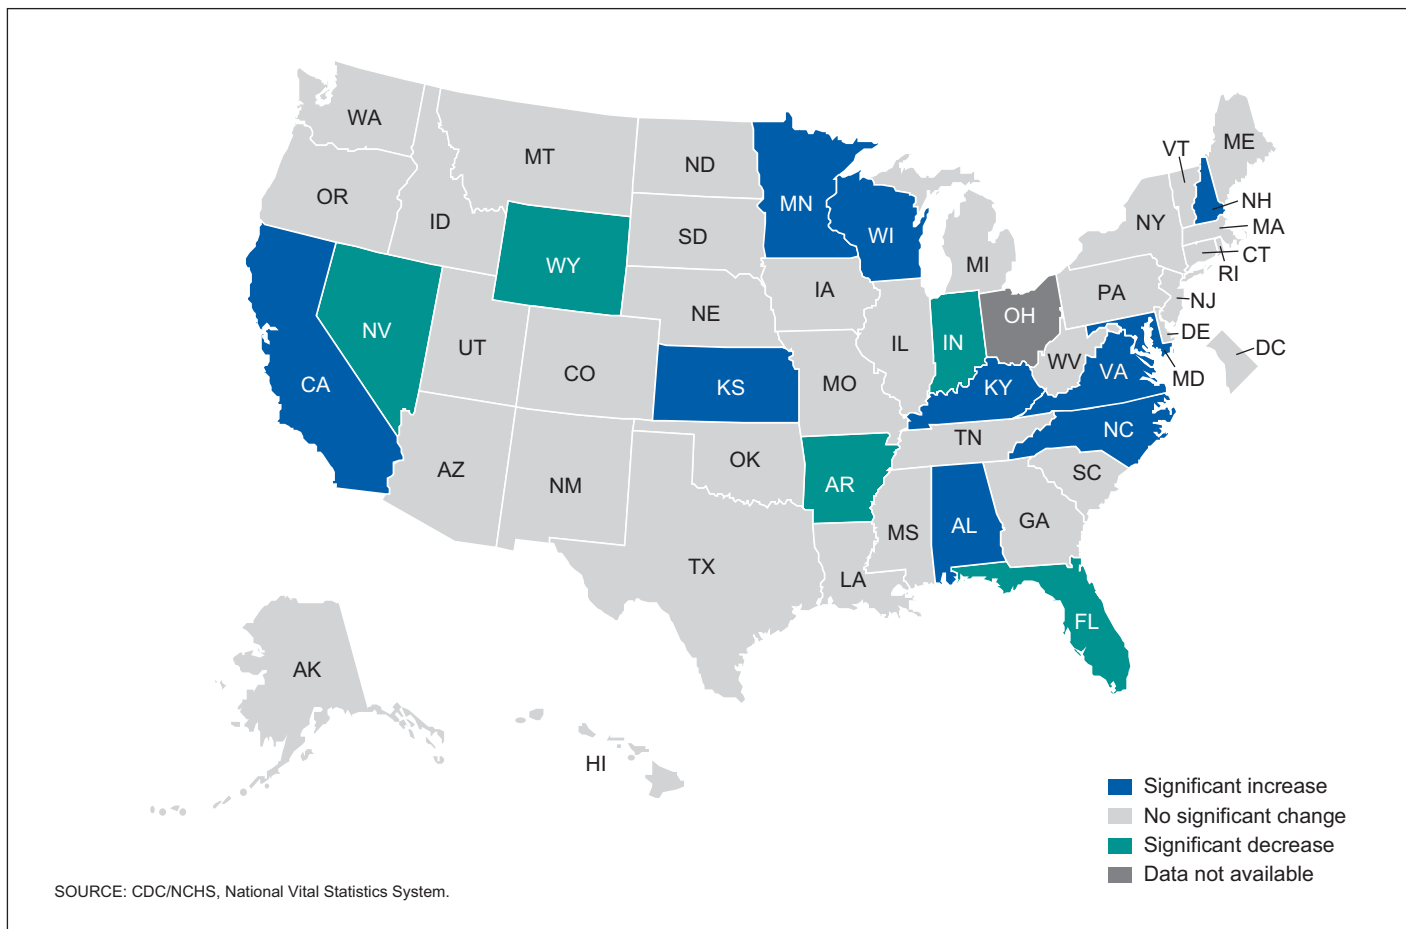 WA
MT
ND
MN
ME
VT
OR
ID
SD
WI
NY
NH
MA
WY
MI
CT
RI
IA
NE
PA
NJ
NV
UT
IL
IN
OH
DE
DC
CA
CO
KS
MO
KY
WV
VA
MD
AZ
NM
OK
AR
TN
NC
SC
MS
AL
GA
TX
LA
FL
AK
HI
Significant increase
No significant change
Significant decrease
Data not available
SOURCE: CDC/NCHS, National Vital Statistics System.